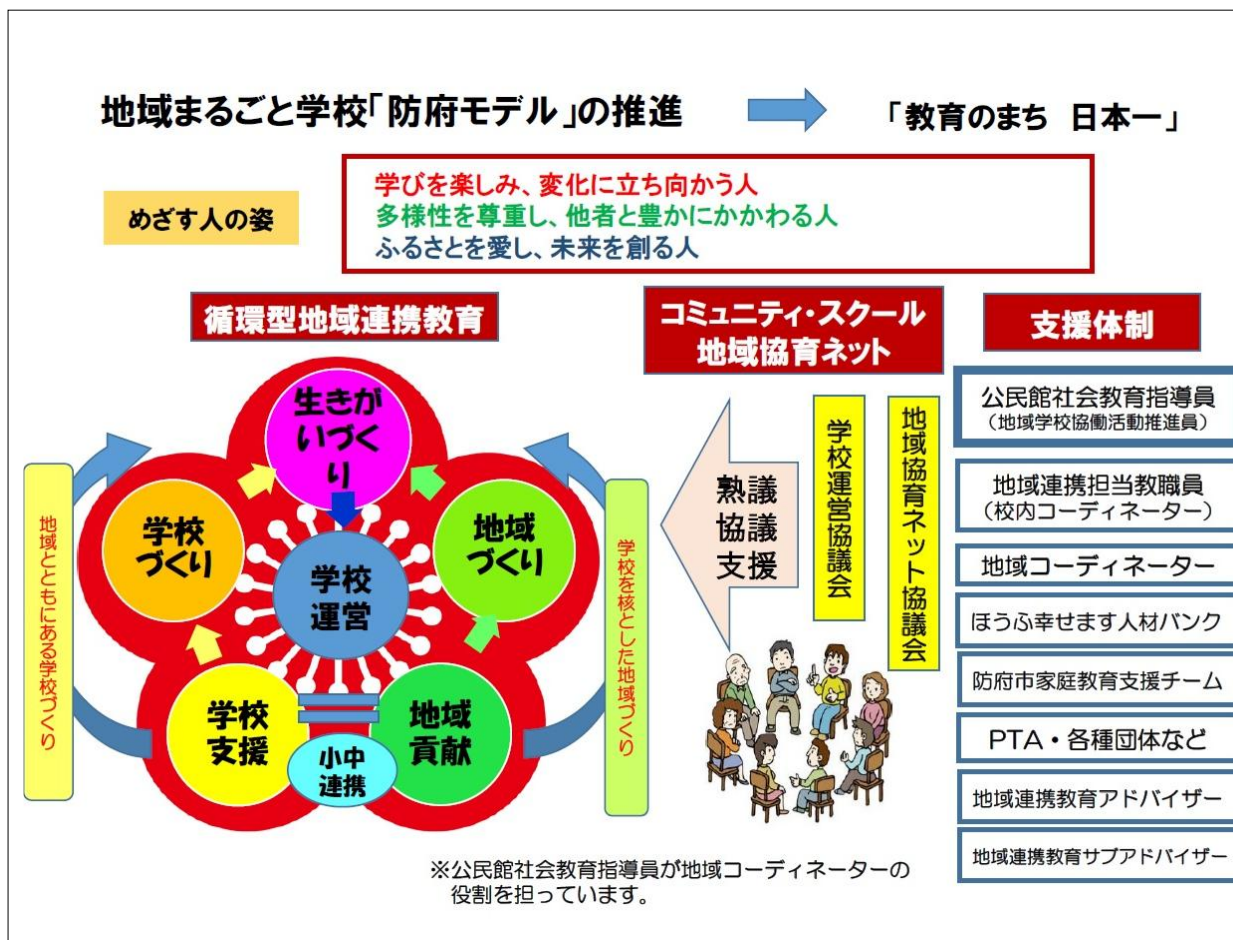 地域まるごと学校「防府モデル」の推進
「教育のまち 日本一」
めざす人の姿
学びを楽しみ、変化に立ち向かう人
多様性を尊重し、他者と豊かにかかわる人
ふるさとを愛し、未来を創る人
循環型地域連携教育
生きが
いづく
り
学校
づくり
地域
づくり
学校
運営
学校
支援
地域
貢献
小中
連携
地域とともにある学校づくり
学校を核とした地域づくり
コミュニティ・スクール
地域協育ネット
熟議
協議
支援
学校運営協議会
地域協育ネット協議会
支援体制
公民館社会教育指導員
（地域学校協働活動推進員）
地域連携担当教職員
（校内コーディネーター）
地域コーディネーター
ほうふ幸せます人材バンク
防府市家庭教育支援チーム
PTA・各種団体など
地域連携教育アドバイザー
地域連携教育サブアドバイザー
※公民館社会教育指導員が地域コーディネーターの
役割を担っています。